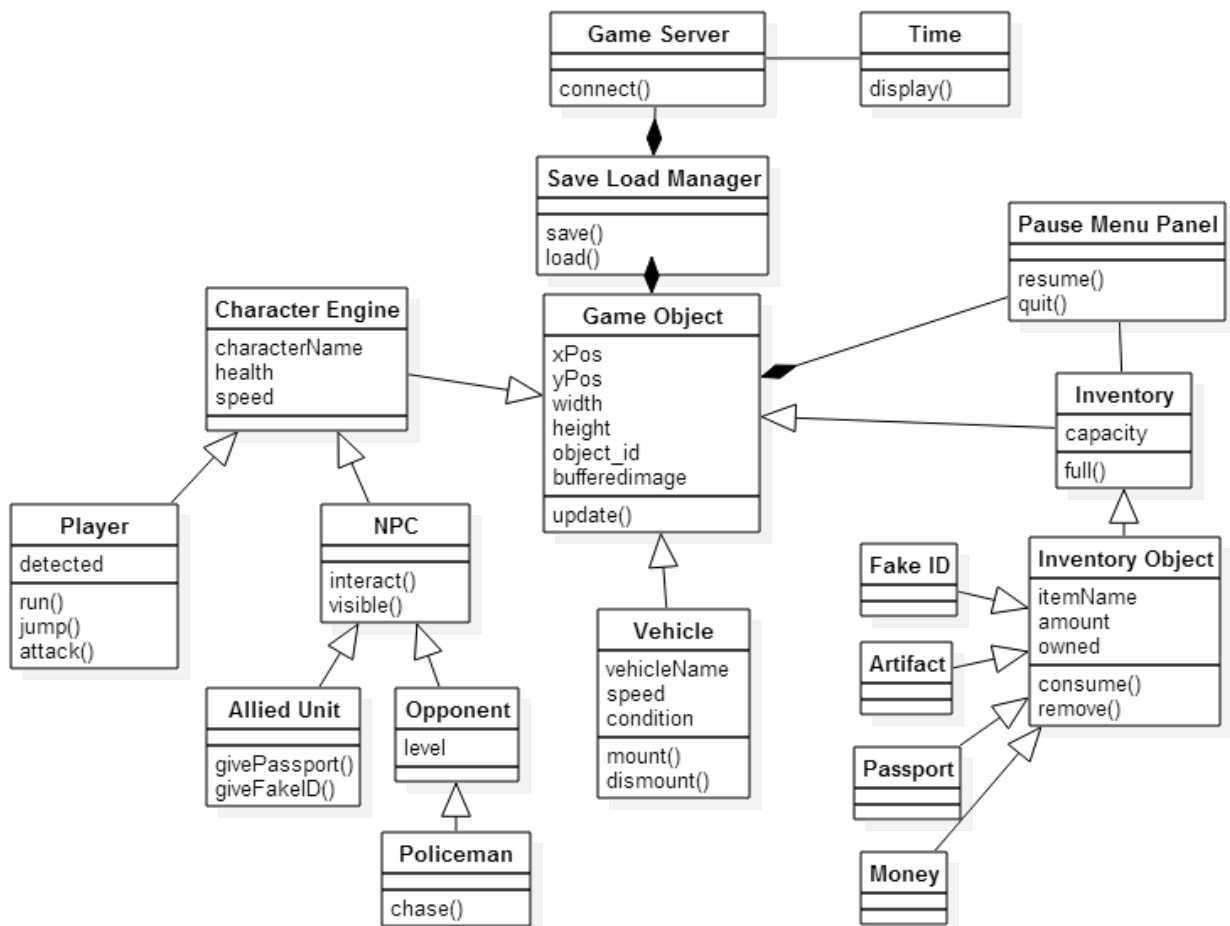 Game Server
connect()
Time
display()
Save Load Manager
save()
load()
Pause Menu Panel
resume()
quit()
Character Engine
characterName
health
speed
Game Object
xPos
yPos
width
height
object_id
bufferedimage
update()
Inventory
capacity
full()
Player
detected
run()
jump()
attack()
NPC
interact()
visible()
Fake ID
Inventory Object
itemName
amount
owned
consume()
remove()
Vehicle
vehicleName
speed
condition
mount()
dismount()
Artifact
Allied Unit
givePassport()
giveFakeID()
Opponent
level
Passport
Policeman
chase()
Money